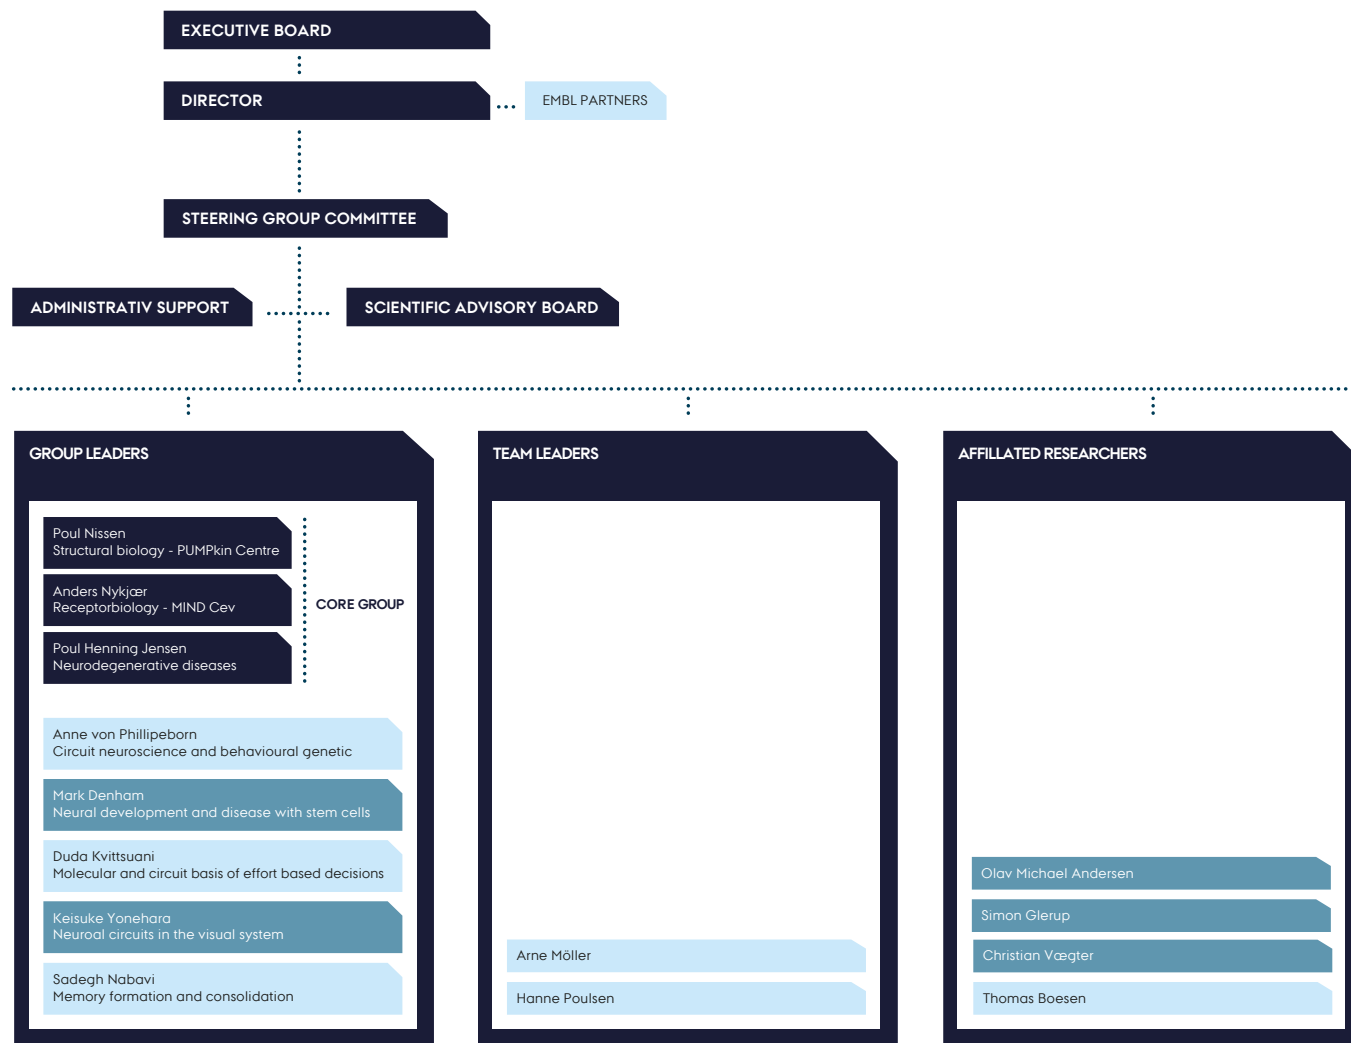 EXECUTIVE BOARD
DIRECTOR
EMBL PARTNERS
STEERING GROUP COMMITTEE
ADMINISTRATIV SUPPORT
SCIENTIFIC ADVISORY BOARD
GROUP LEADERS
Poul Nissen
Structural biology - PUMPkin Centre
Anders Nykjær
Receptorbiology - MIND Cev
Poul Henning Jensen
Neurodegenerative diseases
CORE GROUP
Anne von Phillipeborn
Circuit neuroscience and behavioural genetic
Mark Denham
Neural development and disease with stem cells
Duda Kvittsuani
Molecular and circuit basis of effort based decisions
Keisuke Yonehara
Neuroal circuits in the visual system
Sadegh Nabavi
Memory formation and consolidation
TEAM LEADERS
Arne Möller
Hanne Poulsen
AFFILLATED RESEARCHERS
Olav Michael Andersen
Simon Glerup
Christian Vægter
Thomas Boesen